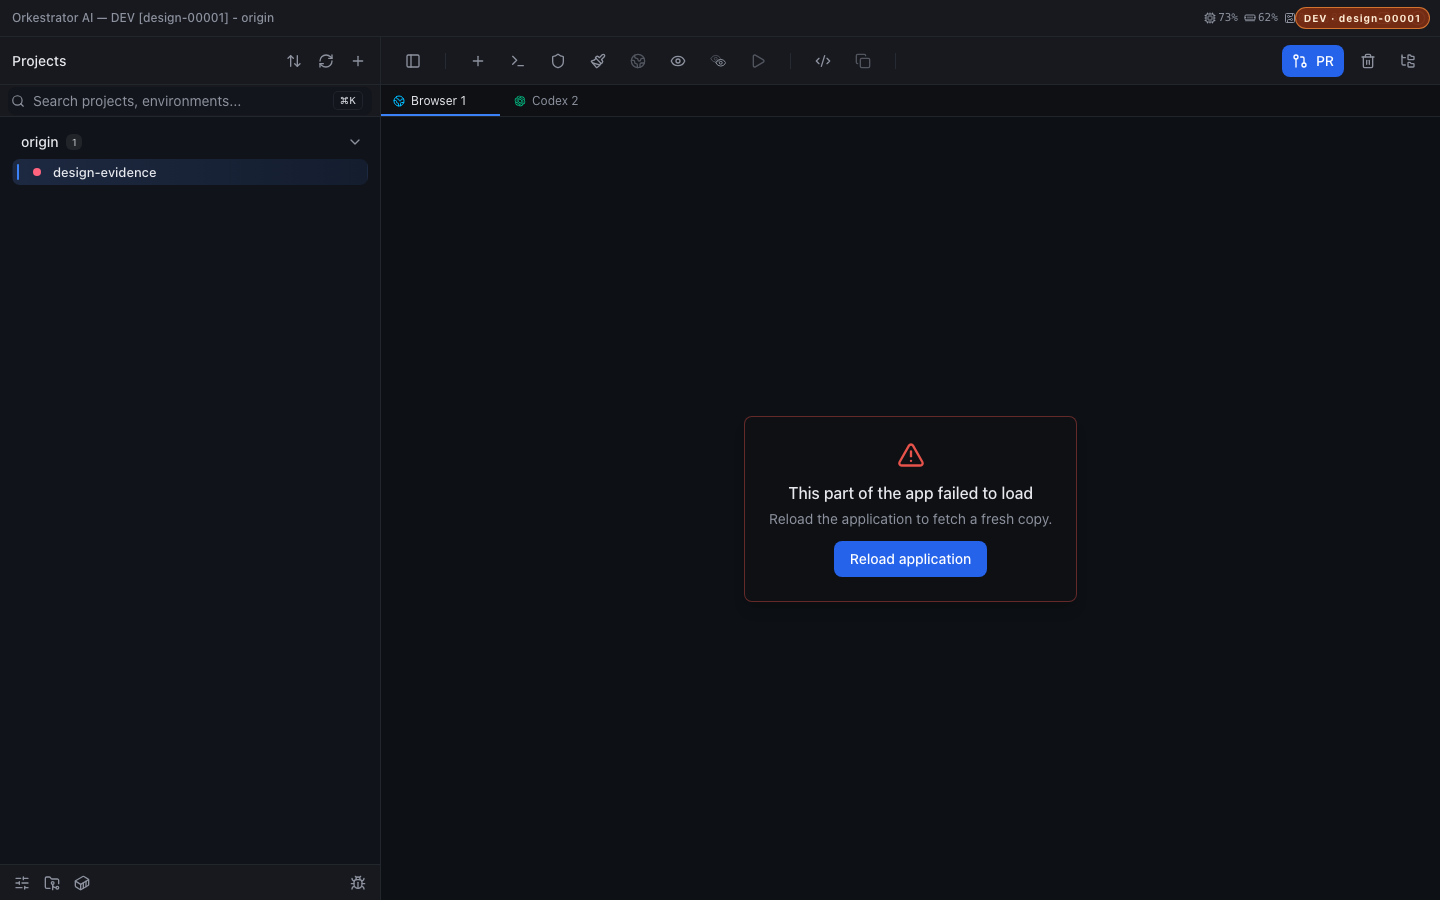 Orkestrator AI — DEV [design-00001] - origin
73% 62%
DEV · design-00001
Projects
PR
Search projects, environments...
⌘K
Browser 1
Codex 2
origin 1
design-evidence
This part of the app failed to load
Reload the application to fetch a fresh copy.
Reload application